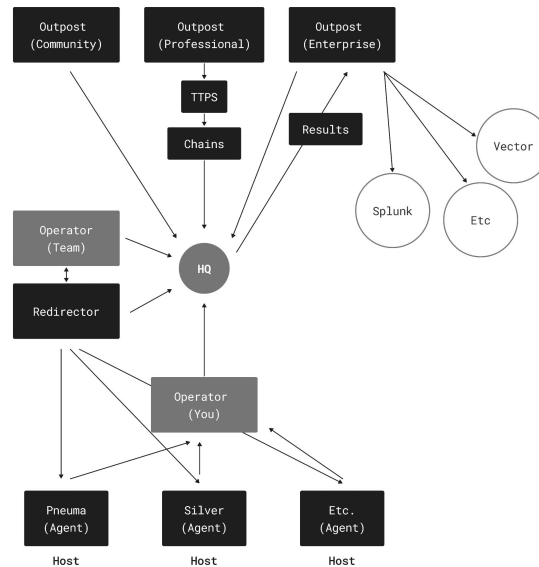 Outpost
(Community)
Outpost
(Professional)
Outpost
(Enterprise)
TTPS
Chains
Results
Vector
Splunk
Etc
Operator
(Team)
HQ
Redirector
Operator
(You)
Pneuma
(Agent)
Silver
(Agent)
Etc.
(Agent)
Host
Host
Host